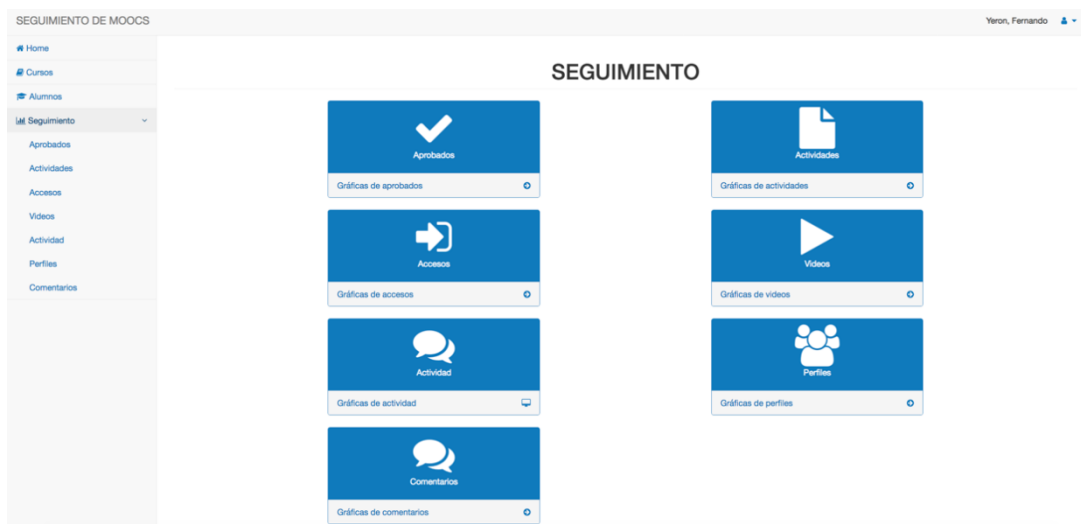 SEGUIMIENTO DE MOOCS
Yeron, Fernando
Home
Cursos
Alumnos
Seguimiento
Aprobados
Actividades
Accesos
Videos
Actividad
Perfiles
Comentarios
SEGUIMIENTO
Aprobados
Gráficas de aprobados
Actividades
Gráficas de actividades
Accesos
Gráficas de accesos
Videos
Gráficas de videos
Actividad
Gráficas de actividad
Perfiles
Gráficas de perfiles
Comentarios
Gráficas de comentarios